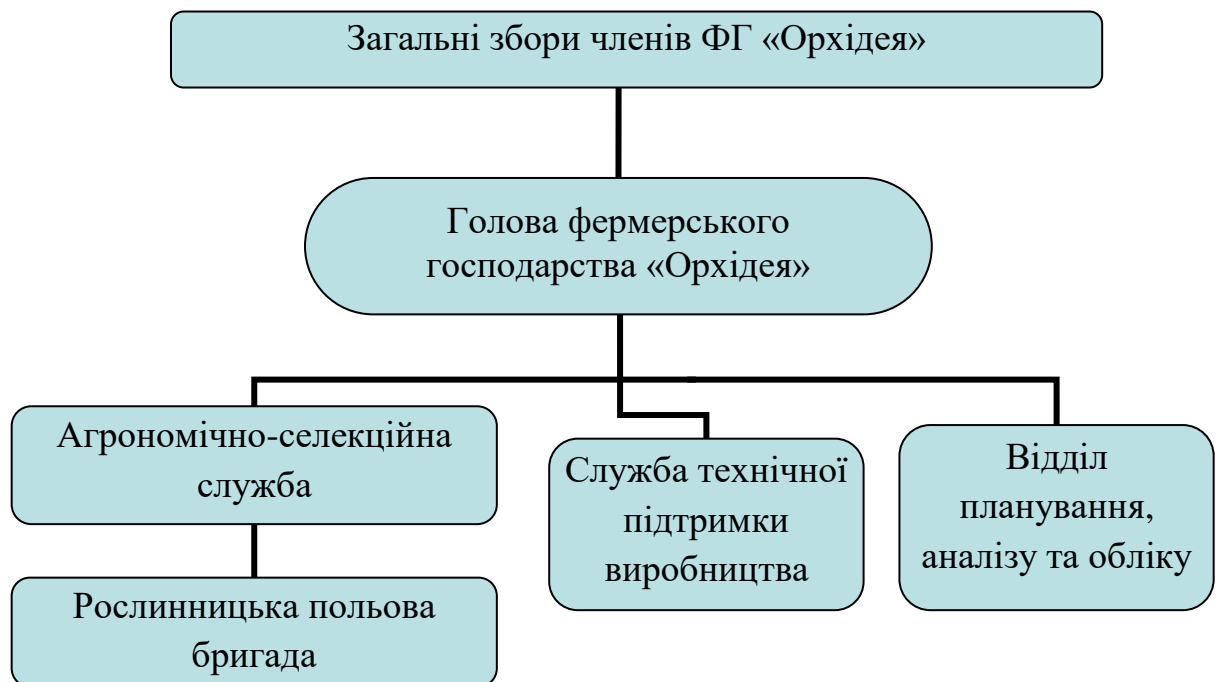 Загальні збори членів ФГ «Орхідея»
Голова фермерського
господарства «Орхідея»
Агрономічно-селекційна
служба
Служба технічної
підтримки
виробництва
Відділ
планування,
аналізу та обліку
Рослинницька польова
бригада